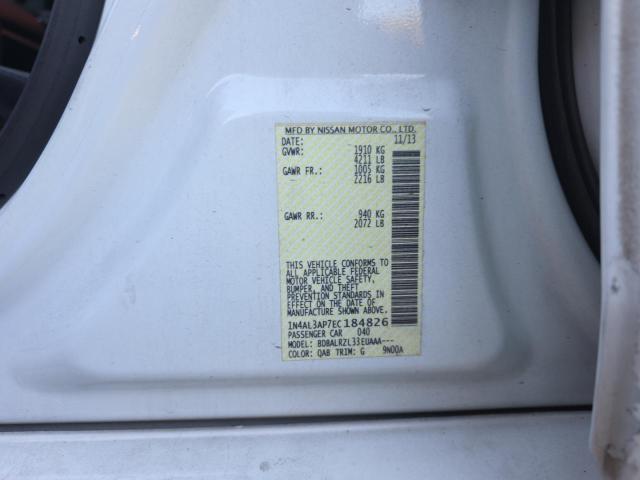 MFD BY NISSAN MOTOR CO., LTD.
DATE: 11/13
GVWR: 1910 KG
4211 LB
GAWR FR.: 1005 KG
2216 LB
GAWR RR.: 940 KG
2072 LB
THIS VEHICLE CONFORMS TO
ALL APPLICABLE FEDERAL
MOTOR VEHICLE SAFETY,
BUMPER, AND THEFT
PREVENTION STANDARDS IN
EFFECT ON THE DATE OF
MANUFACTURE SHOWN ABOVE.
1N4AL3AP7EC184826
PASSENGER CAR 040
MODEL: BDBALRZL33EUAAA---
COLOR: QAB TRIM: G 9N00A